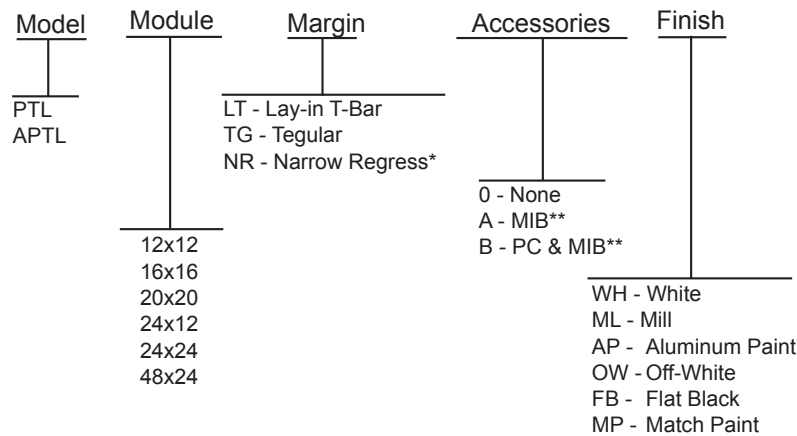 Model Module Margin Accessories Finish
PTL
APTL
LT - Lay-in T-Bar
TG - Tegular
NR - Narrow Regress*
0 - None
A - MIB**
B - PC & MIB**
12x12
16x16
20x20
24x12
24x24
48x24
WH - White
ML - Mill
AP - Aluminum Paint
OW - Off-White
FB - Flat Black
MP - Match Paint